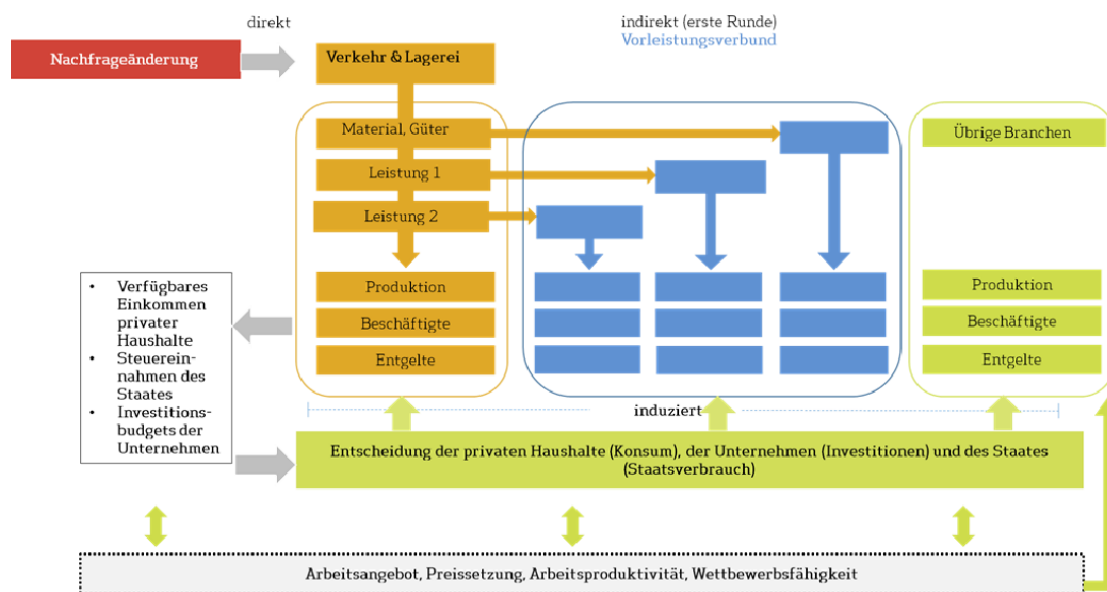 direkt
indirekt (erste Runde)
Vorleistungsverbund
Nachfrageänderung
Verkehr & Lagerei
Material, Güter
Übrige Branchen
Leistung 1
Leistung 2
• Verfügbares
Einkommen
privater
Haushalte
• Steuerein-
nahmen des
Staates
• Investitions-
budgets der
Unternehmen
Produktion
Beschäftigte
Entgelte
Produktion
Beschäftigte
Entgelte
induziert
Entscheidung der privaten Haushalte (Konsum), der Unternehmen (Investitionen) und des Staates
(Staatsverbrauch)
Arbeitsangebot, Preissetzung, Arbeitsproduktivität, Wettbewerbsfähigkeit